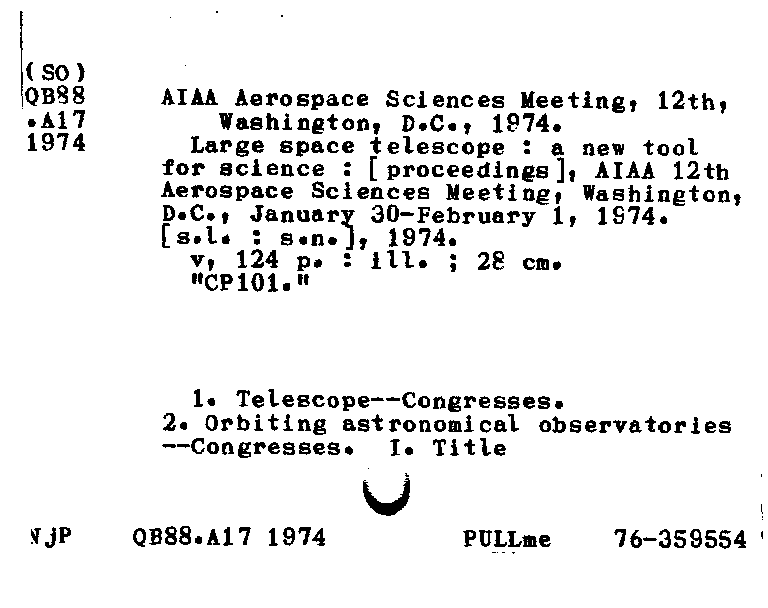 (SO)
QB88
.A17
1974
AIAA Aerospace Sciences Meeting, 12th,
Washington, D.C., 1974.
Large space telescope : a new tool
for science : [proceedings], AIAA 12th
Aerospace Sciences Meeting, Washington,
D.C., January 30-February 1, 1974.
[s.l. : s.n.], 1974.
v, 124 p. : ill. ; 28 cm.
"CP101."
1. Telescope--Congresses.
2. Orbiting astronomical observatories
--Congresses. I. Title
NjP QB88.A17 1974 PULLme 76-359554